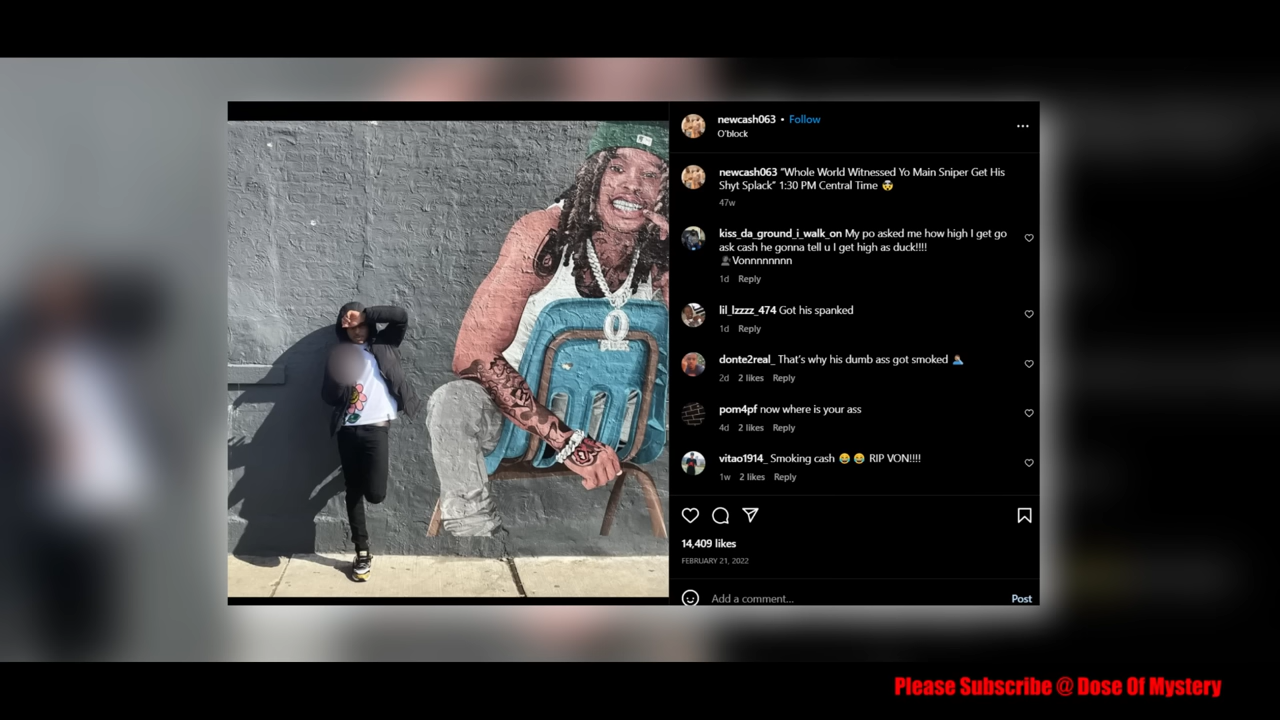 newcash063 • Follow
O'block
newcash063 "Whole World Witnessed Yo Main Sniper Get His
Shyt Splack" 1:30 PM Central Time 🤯
47w
kiss_da_ground_i_walk_on My po asked me how high I get go
ask cash he gonna tell u I get high as duck!!!!
Vonnnnnnnn
1d Reply
lil_lzzzz_474 Got his spanked
1d Reply
donte2real_ That's why his dumb ass got smoked
2d 2 likes Reply
pom4pf now where is your ass
4d 2 likes Reply
vitao1914_ Smoking cash 😂 😂 RIP VON!!!!
1w 2 likes Reply
14,409 likes
FEBRUARY 21, 2022
Add a comment... Post
Please Subscribe @ Dose Of Mystery